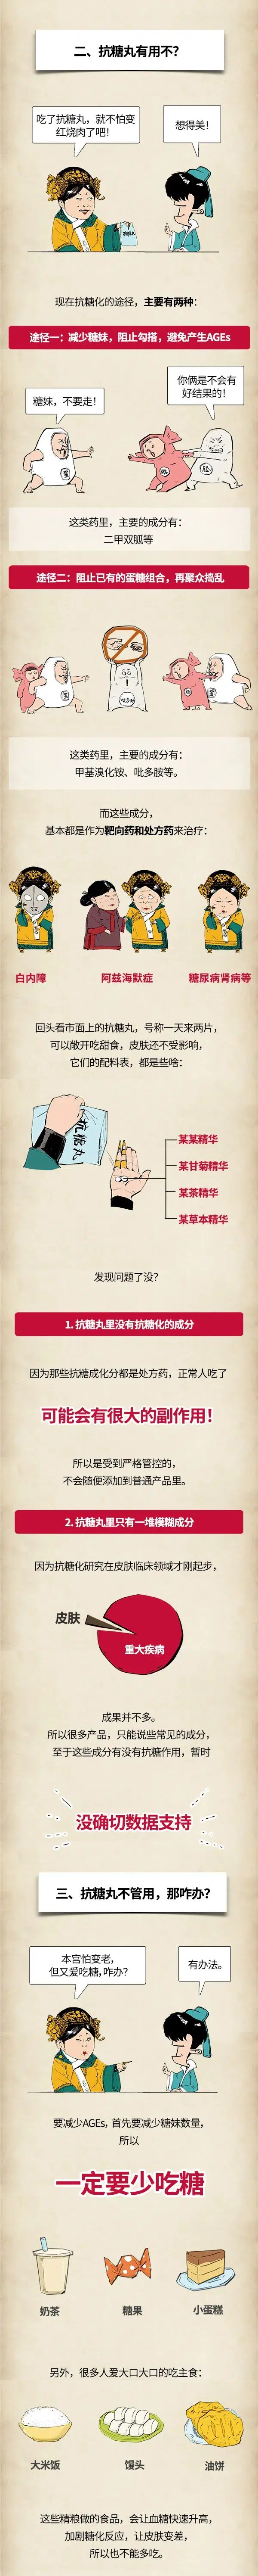 二、抗糖丸有用不?
吃了抗糖丸，就不怕变
红烧肉了吧!
想得美!
现在抗糖化的途径，主要有两种:
途径一: 减少糖妹，阻止勾搭，避免产生AGEs
糖妹，不要走!
你俩是不会有
好结果的!
这类药里，主要的成分有:
二甲双胍等
途径二: 阻止已有的蛋糖组合，再聚众捣乱
这类药里，主要的成分有:
甲基溴化铵、吡多胺等。
而这些成分，
基本都是作为靶向药和处方药来治疗:
白内障
阿兹海默症
糖尿病肾病等
回头看市面上的抗糖丸，号称一天来两片，
可以敞开吃甜食，皮肤还不受影响，
它们的配料表，都是些啥:
抗糖丸
某某精华
某甘菊精华
某茶精华
某草本精华
发现问题了没?
1. 抗糖丸里没有抗糖化的成分
因为那些抗糖成化分都是处方药，正常人吃了
可能会有很大的副作用!
所以是受到严格管控的，
不会随便添加到普通产品里。
2. 抗糖丸里只有一堆模糊成分
因为抗糖化研究在皮肤临床领域才刚起步，
皮肤
重大疾病
成果并不多。
所以很多产品，只能说些常见的成分，
至于这些成分有没有抗糖作用，暂时
没确切数据支持
三、抗糖丸不管用，那咋办?
本宫怕变老，
但又爱吃糖，咋办?
有办法。
要减少AGEs，首先要减少糖妹数量，
所以
一定要少吃糖
奶茶
糖果
小蛋糕
另外，很多人爱大口大口的吃主食:
大米饭
馒头
油饼
这些精粮做的食品，会让血糖快速升高，
加剧糖化反应，让皮肤变差，
所以也不能多吃。